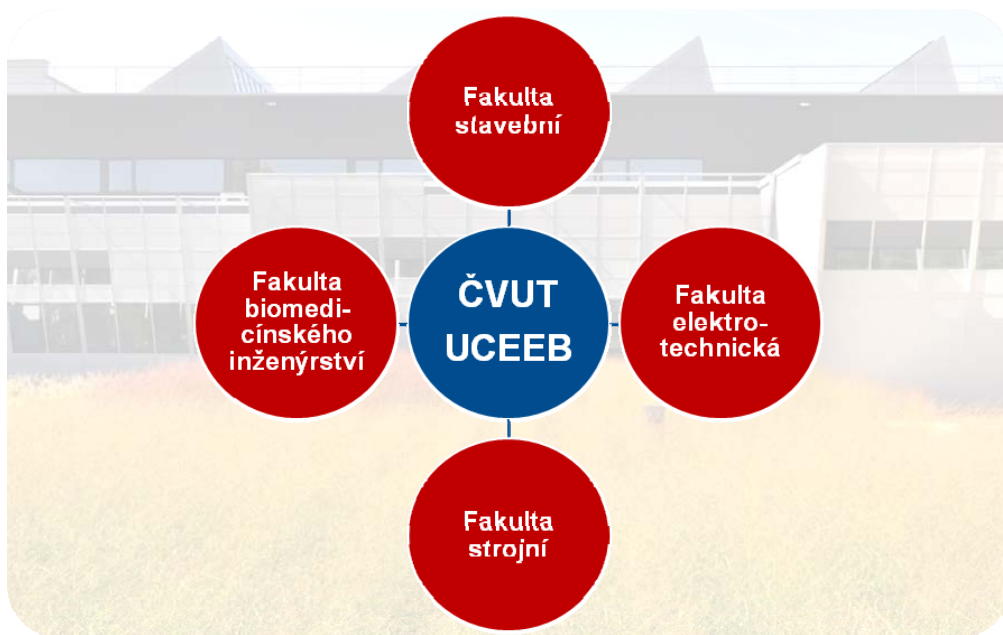 Fakulta
stavební
Fakulta
biomedi-
cínského
inženýrství
ČVUT
UCEEB
Fakulta
elektro-
technická
Fakulta
strojní